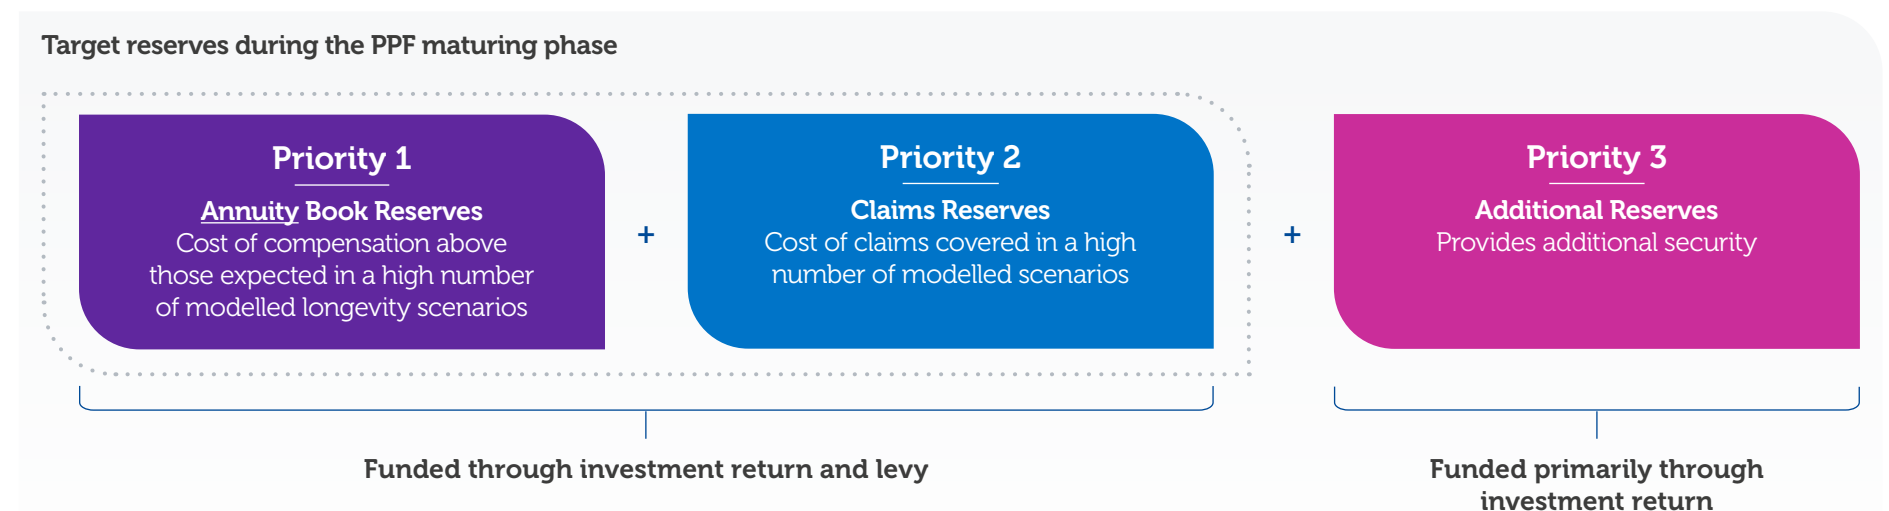 Target reserves during the PPF maturing phase
Priority 1
Annuity Book Reserves
Cost of compensation above
those expected in a high number
of modelled longevity scenarios
+
Priority 2
Claims Reserves
Cost of claims covered in a high
number of modelled scenarios
+
Priority 3
Additional Reserves
Provides additional security
Funded through investment return and levy
Funded primarily through
investment return